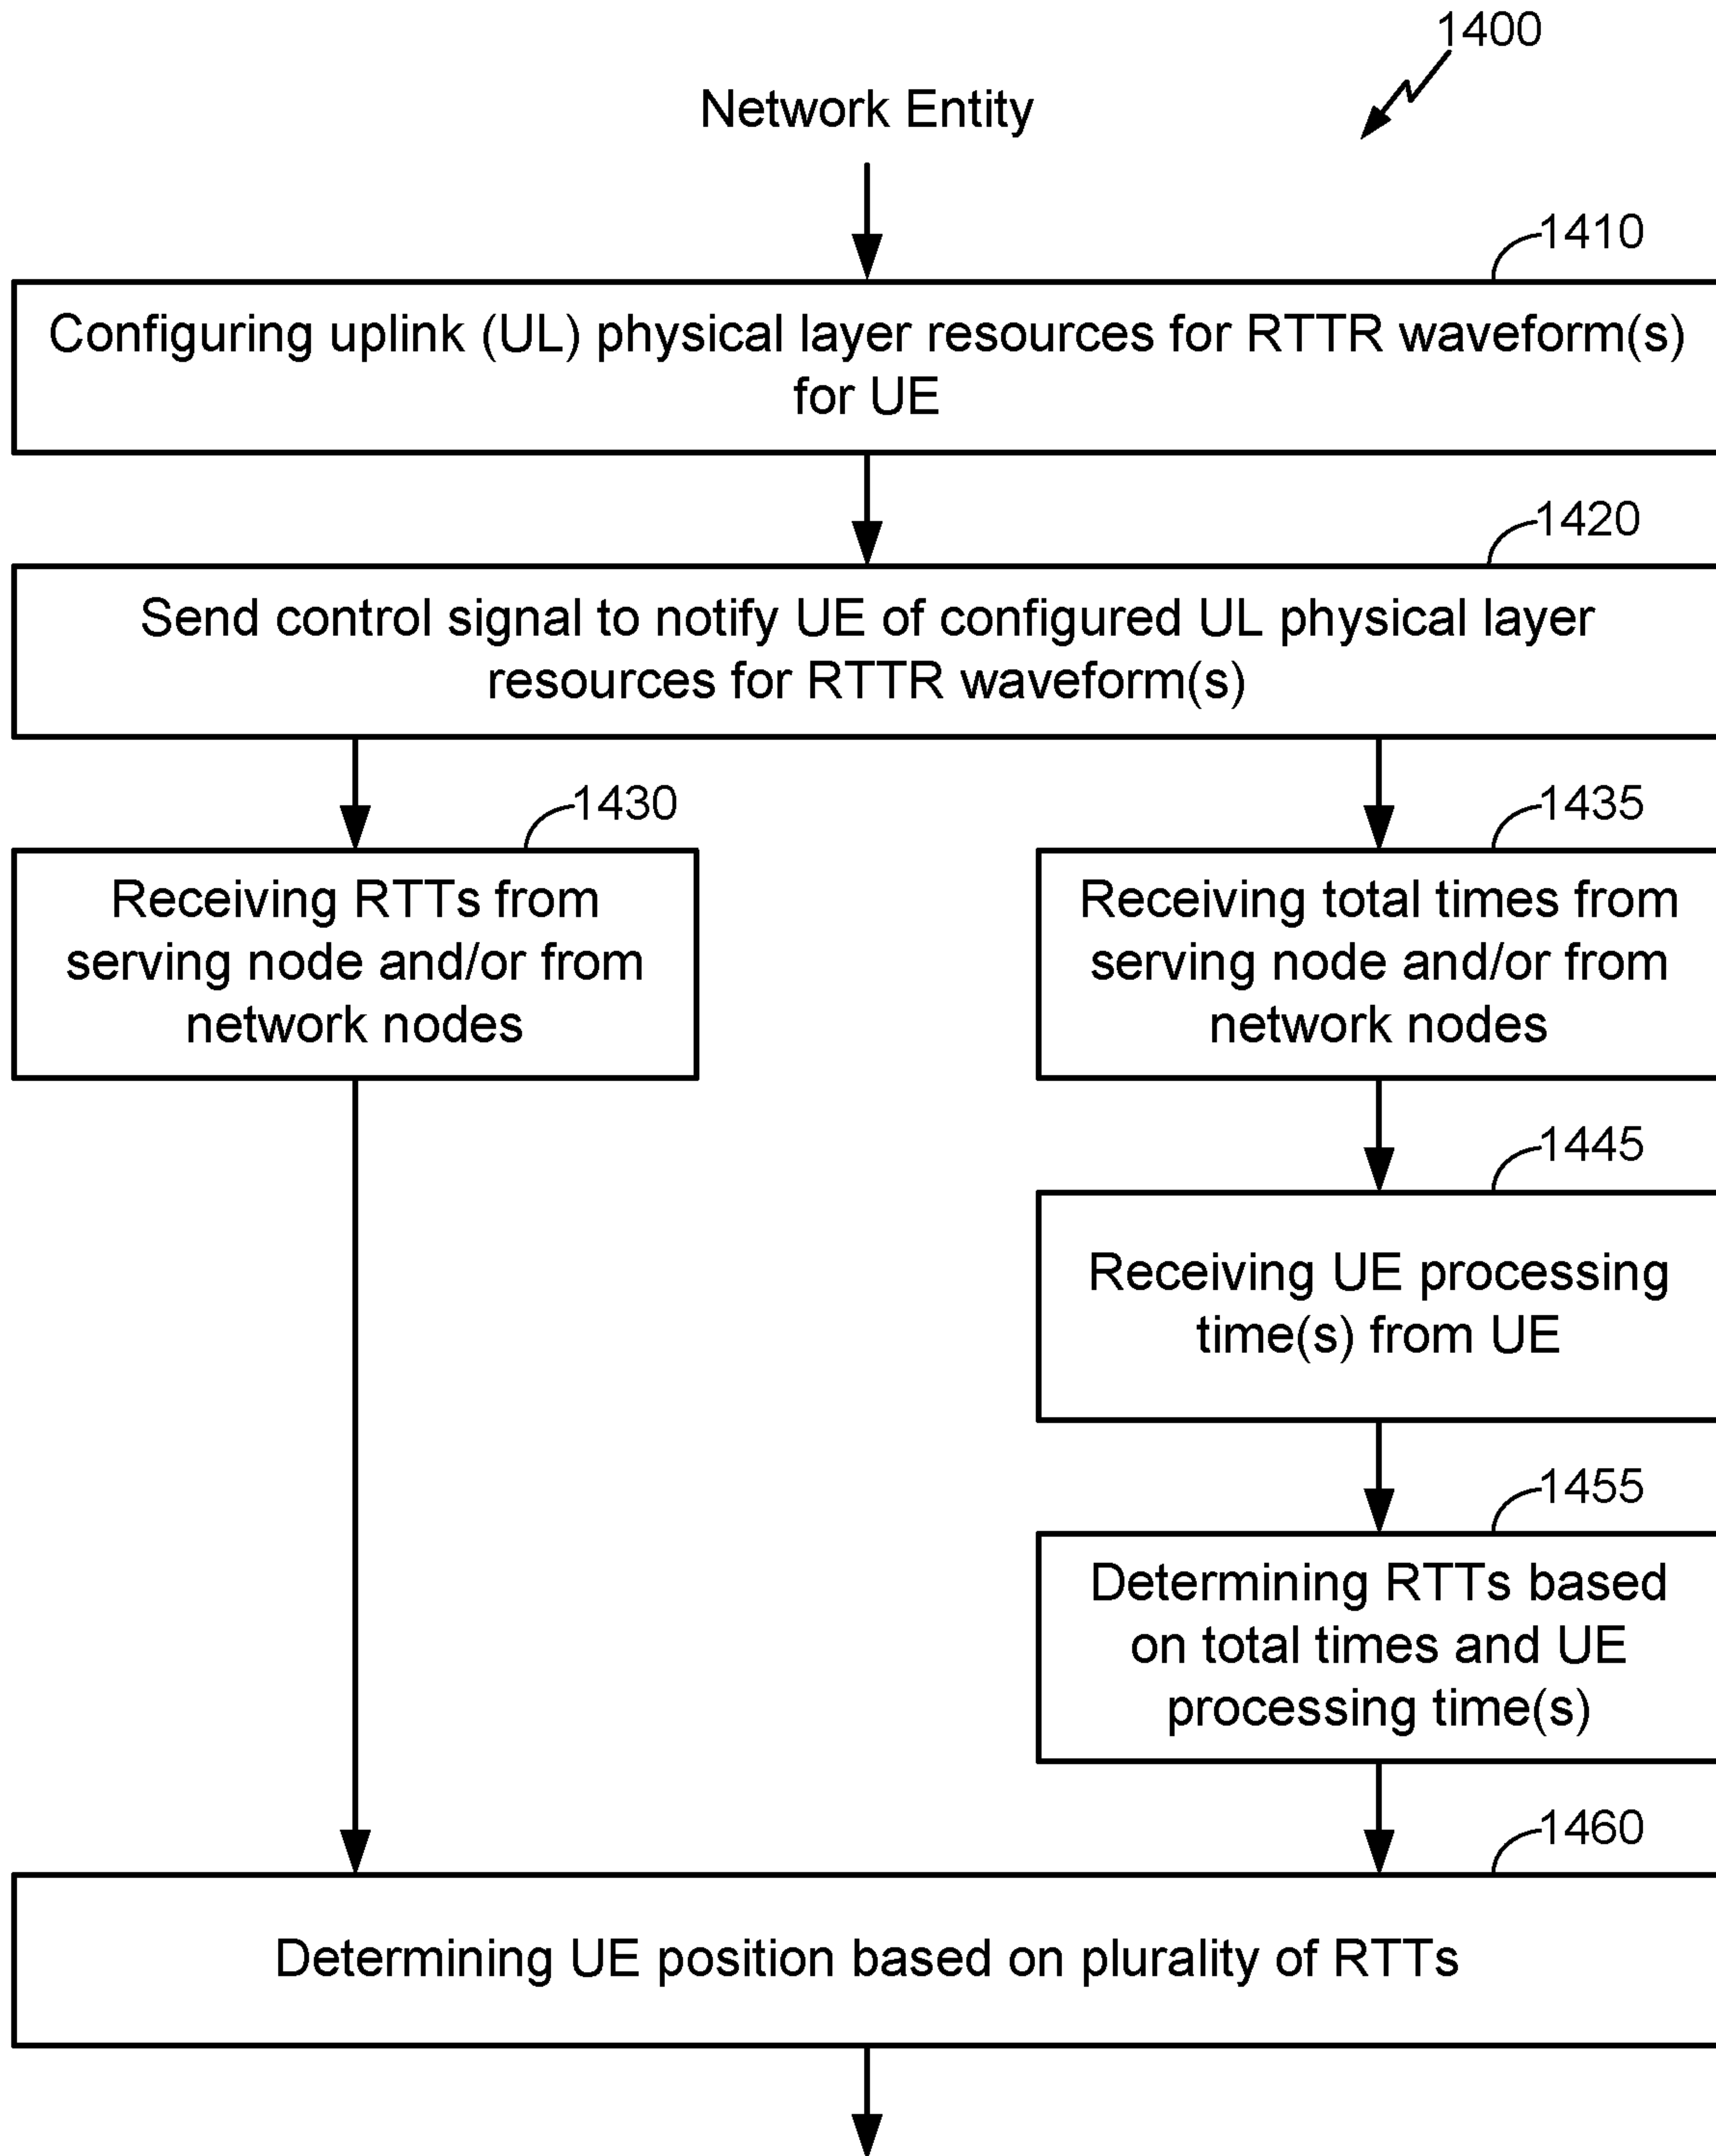 1400
Network Entity
1410
Configuring uplink (UL) physical layer resources for RTTR waveform(s)
for UE
1420
Send control signal to notify UE of configured UL physical layer
resources for RTTR waveform(s)
1430
Receiving RTTs from
serving node and/or from
network nodes
1435
Receiving total times from
serving node and/or from
network nodes
1445
Receiving UE processing
time(s) from UE
1455
Determining RTTs based
on total times and UE
processing time(s)
1460
Determining UE position based on plurality of RTTs